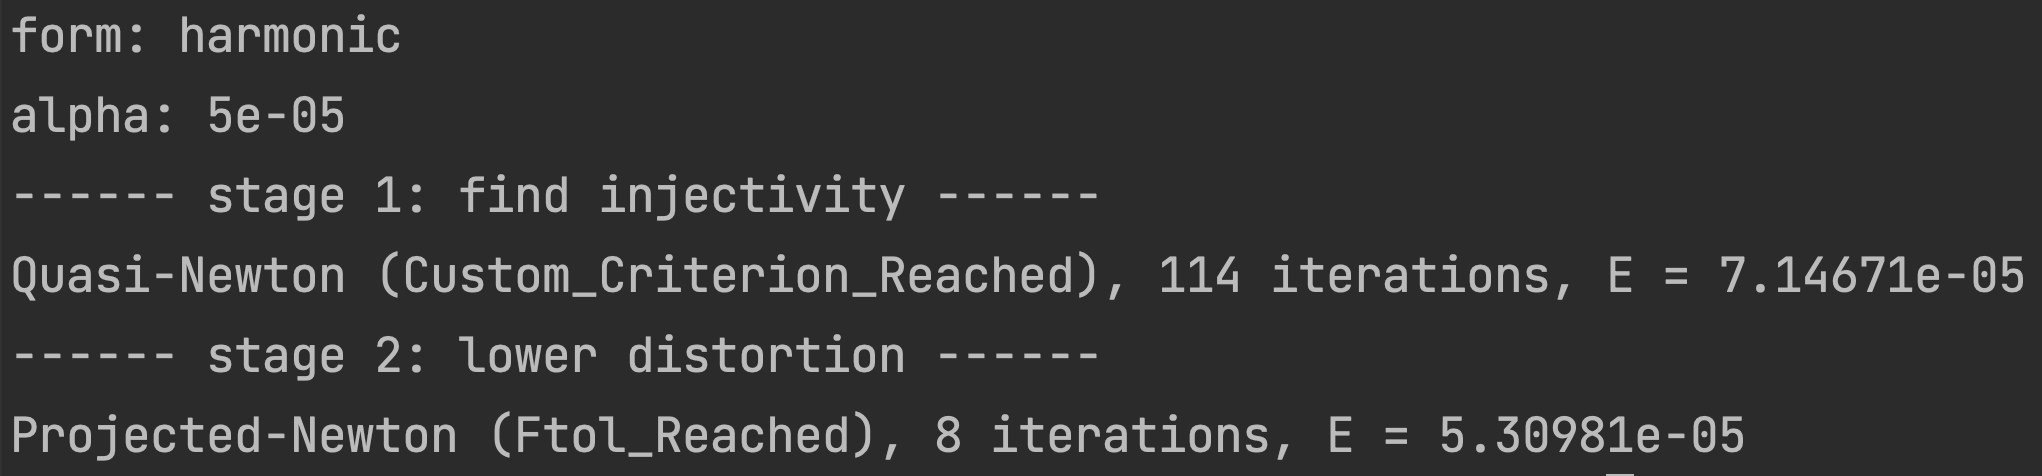 form: harmonic
alpha: 5e-05
------ stage 1: find injectivity ------
Quasi-Newton (Custom_Criterion_Reached), 114 iterations, E = 7.14671e-05
------ stage 2: lower distortion ------
Projected-Newton (Ftol_Reached), 8 iterations, E = 5.30981e-05